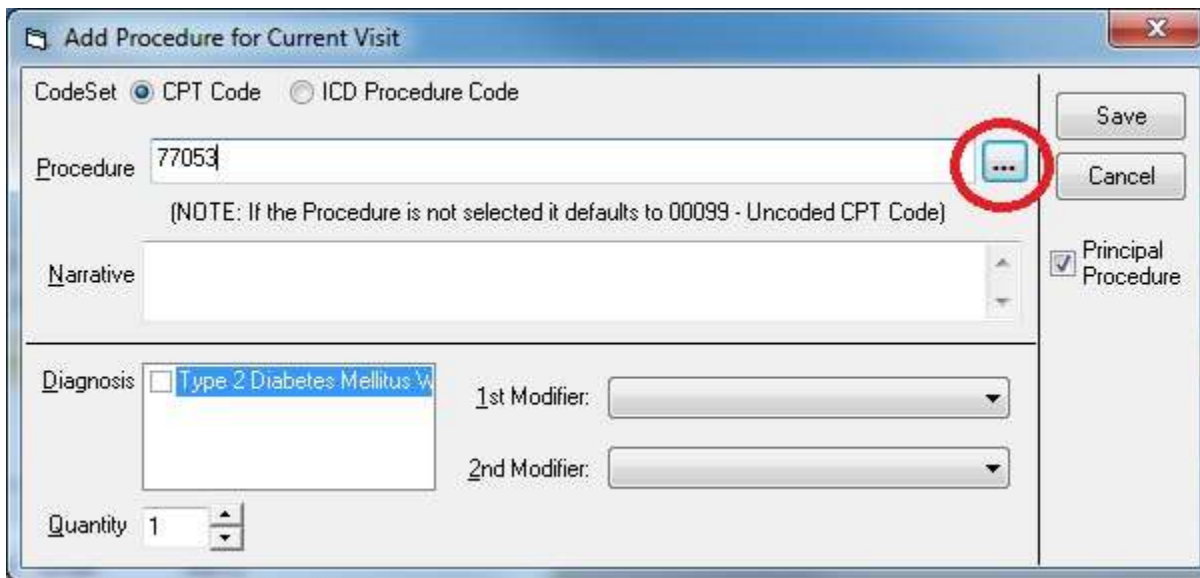 Add Procedure for Current Visit
X
CodeSet CPT Code ICD Procedure Code
Save
Procedure 77053 ...
Cancel
(NOTE: If the Procedure is not selected it defaults to 00099 - Uncoded CPT Code)
Narrative
Principal
Procedure
Diagnosis Type 2 Diabetes Mellitus W
1st Modifier:
2nd Modifier:
Quantity 1